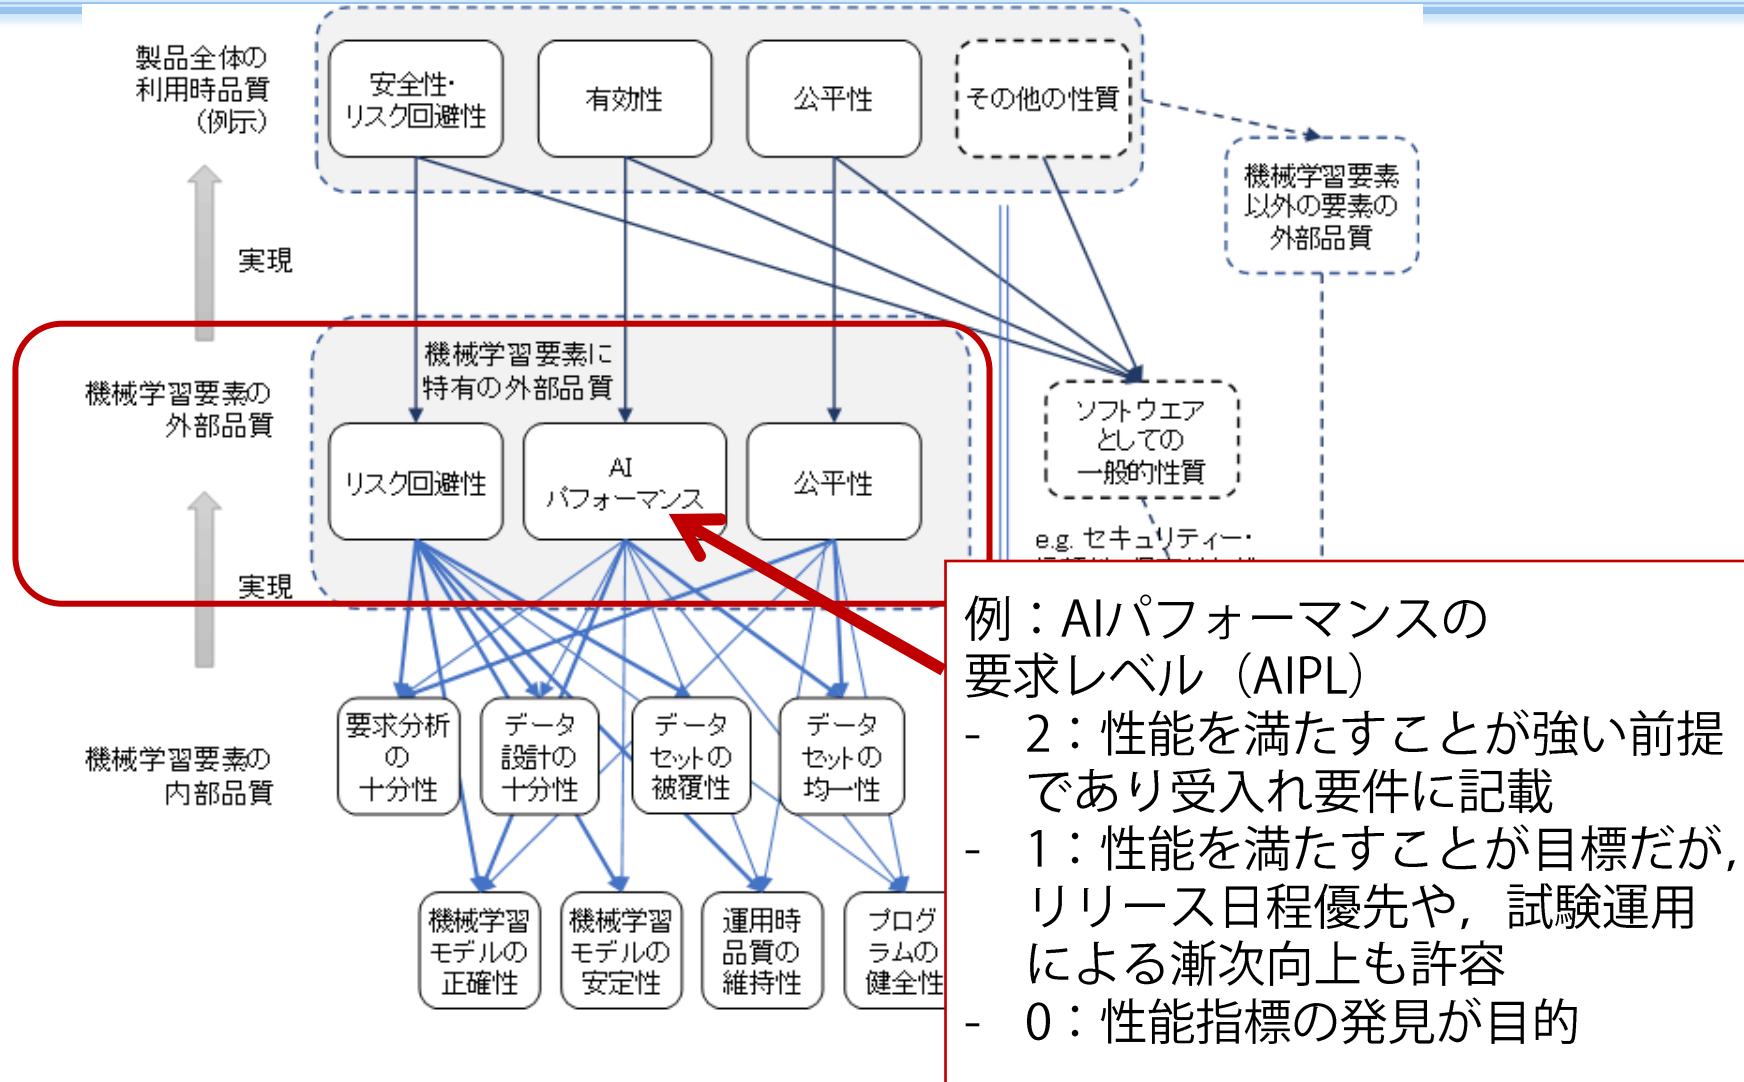 製品全体の
利用時品質
（例示）
安全性・
リスク回避性
有効性
公平性
その他の性質
機械学習要素
以外の要素の
外部品質
実現
機械学習要素の
外部品質
機械学習要素に
特有の外部品質
リスク回避性
AI
パフォーマンス
公平性
ソフトウエア
としての
一般的性質
e.g. セキュリティー・
実現
機械学習要素の
内部品質
要求分析
の
十分性
データ
設計の
十分性
データ
セットの
被覆性
データ
セットの
均一性
機械学習
モデルの
正確性
機械学習
モデルの
安定性
運用時
品質の
維持性
プログ
ラムの
健全性
例：AIパフォーマンスの
要求レベル（AIPL）
- 2：性能を満たすことが強い前提
であり受入れ要件に記載
- 1：性能を満たすことが目標だが，
リリース日程優先や，試験運用
による漸次向上も許容
- 0：性能指標の発見が目的